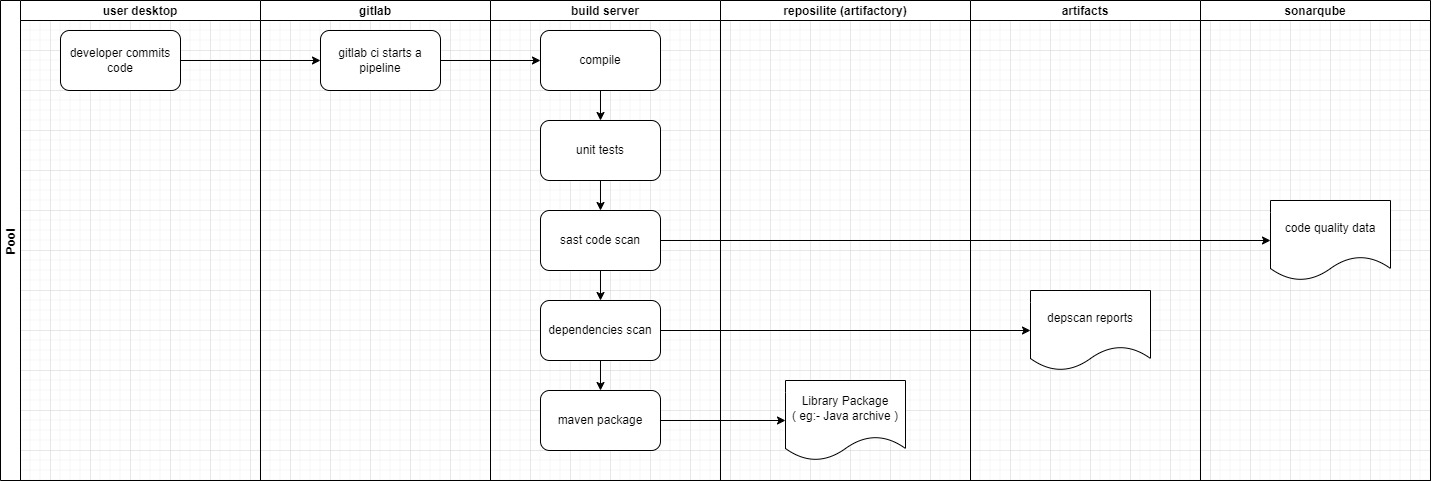 user desktop
gitlab
build server
reposilite (artifactory)
artifacts
sonarqube
Pool
developer commits
code
gitlab ci starts a
pipeline
compile
unit tests
sast code scan
code quality data
dependencies scan
depscan reports
maven package
Library Package
( eg:- Java archive )